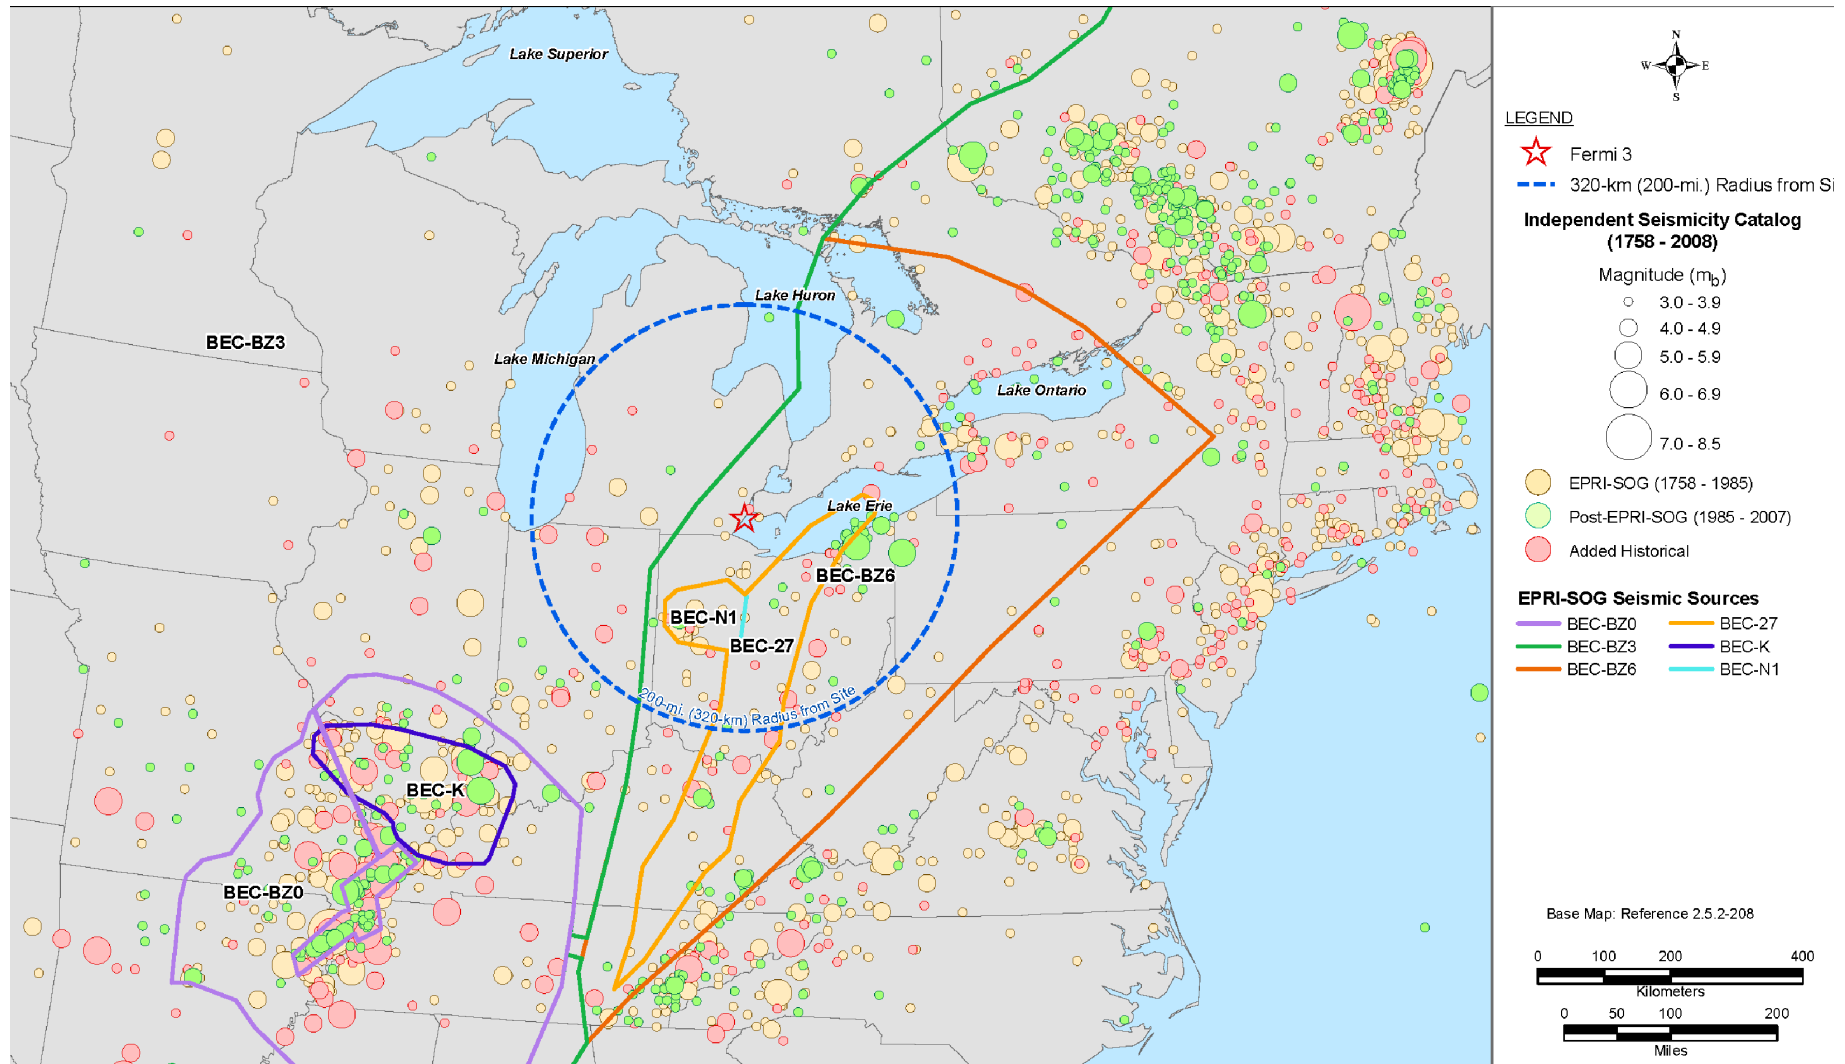 Lake Superior
Lake Huron
BEC-BZ3
Lake Michigan
Lake Ontario
Lake Erie
BEC-BZ6
BEC-N1
BEC-27
200-mi. (320-km) Radius from Site
BEC-K
BEC-BZ0
N
W E
S
LEGEND
Fermi 3
320-km (200-mi.) Radius from Si
Independent Seismicity Catalog
(1758 - 2008)
Magnitude (mb)
3.0 - 3.9
4.0 - 4.9
5.0 - 5.9
6.0 - 6.9
7.0 - 8.5
EPRI-SOG (1758 - 1985)
Post-EPRI-SOG (1985 - 2007)
Added Historical
EPRI-SOG Seismic Sources
BEC-BZ0 BEC-27
BEC-BZ3 BEC-K
BEC-BZ6 BEC-N1
Base Map: Reference 2.5.2-208
0 100 200 400
Kilometers
0 50 100 200
Miles